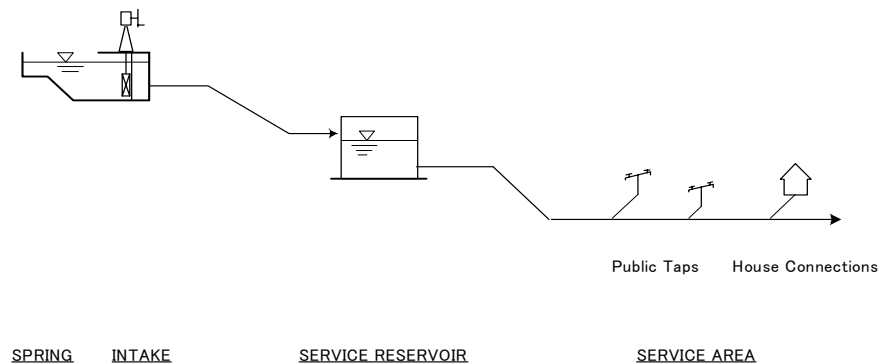 Public Taps House Connections
SPRING INTAKE SERVICE RESERVOIR SERVICE AREA